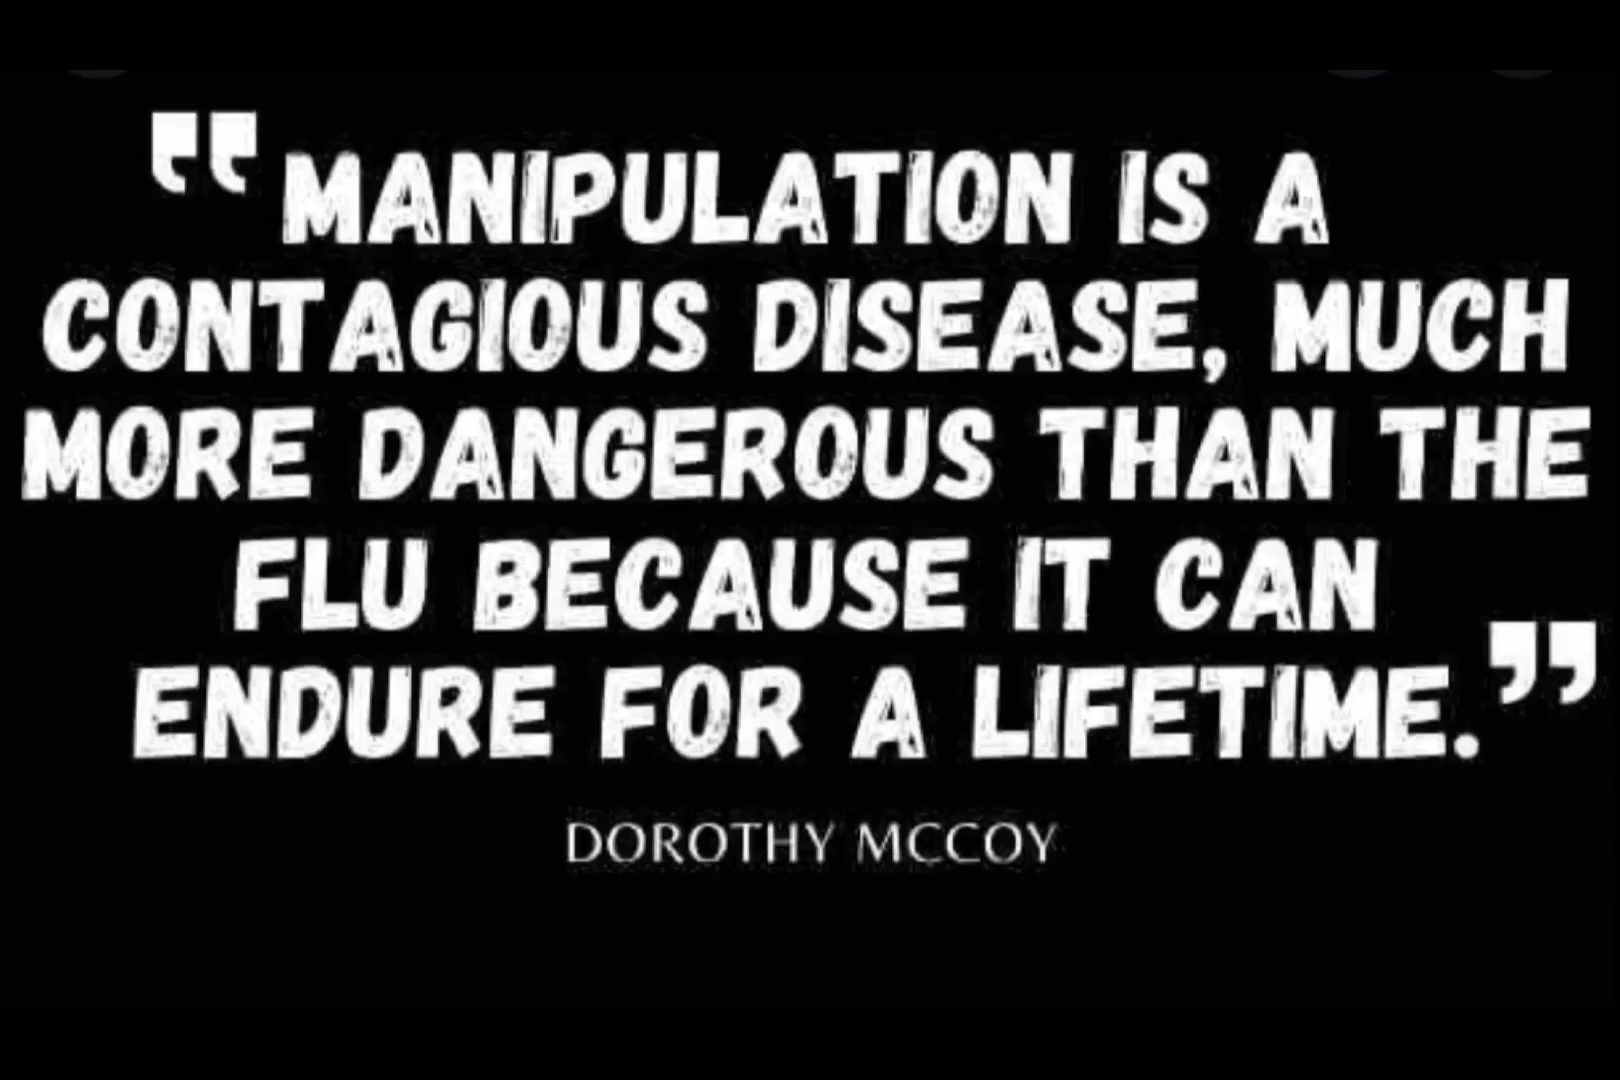 “MANIPULATION IS A
CONTAGIOUS DISEASE, MUCH
MORE DANGEROUS THAN THE
FLU BECAUSE IT CAN
ENDURE FOR A LIFETIME.”
DOROTHY MCCOY